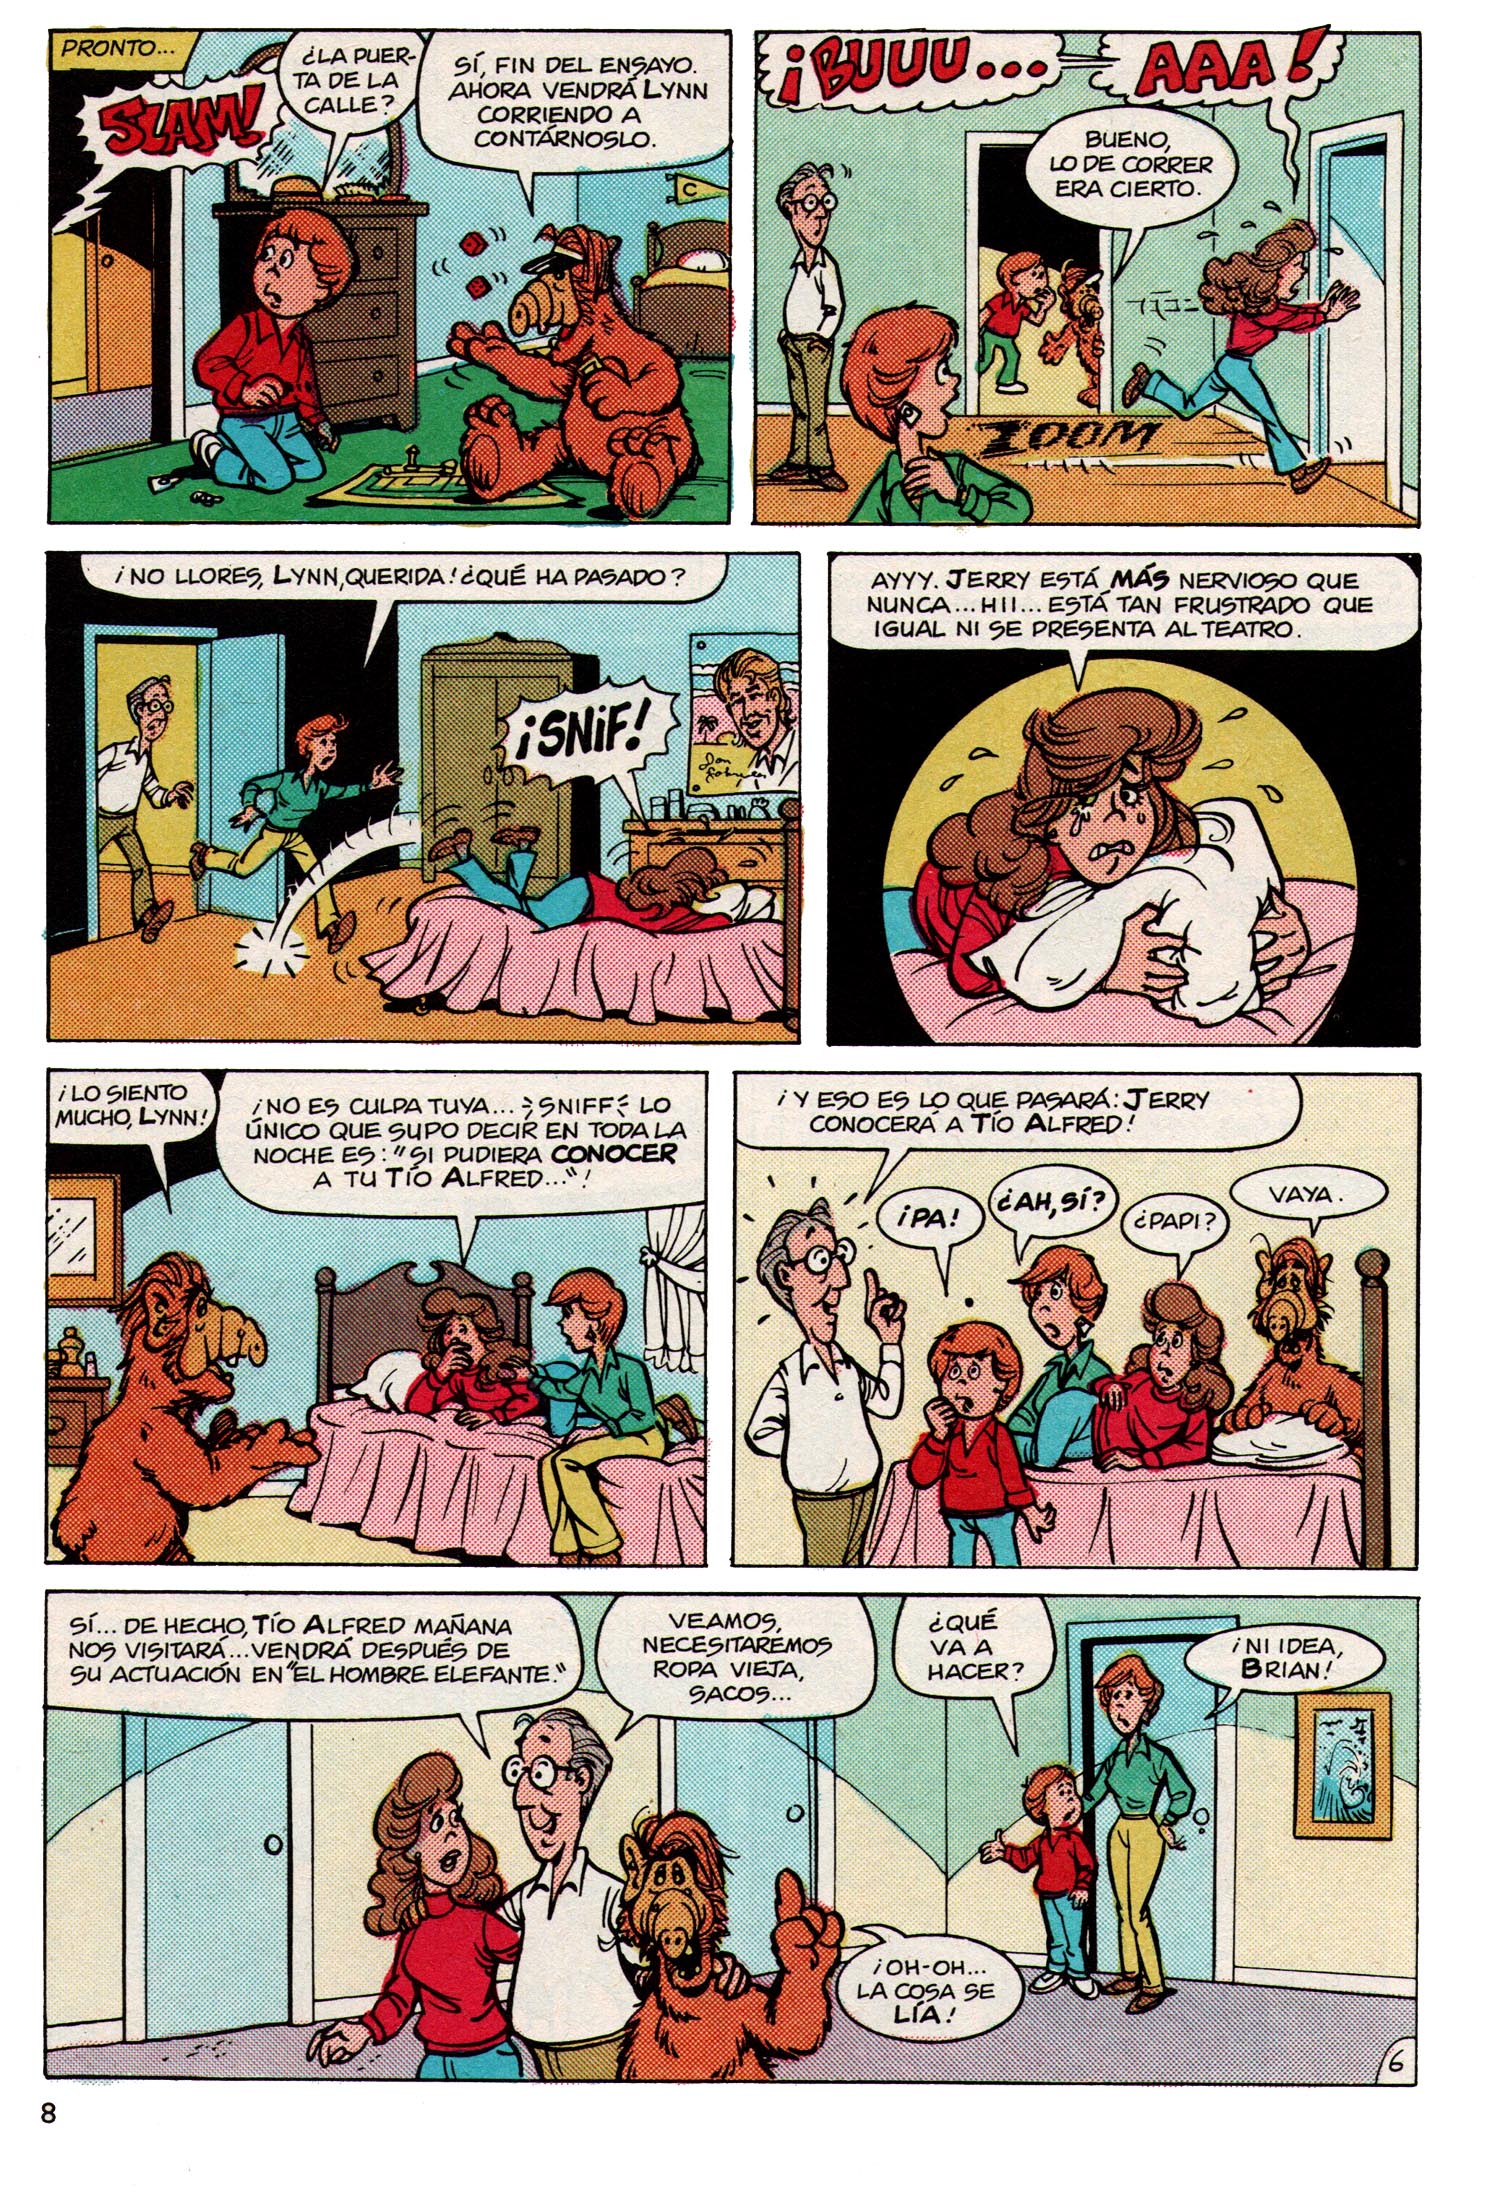 PRONTO...
SLAM!
¿LA PUER-
TA DE LA
CALLE?
SÍ, FIN DEL ENSAYO.
AHORA VENDRÁ LYNN
CORRIENDO A
CONTÁRNOSLO.
C
¡BUUU...
AAA!
BUENO,
LO DE CORRER
ERA CIERTO.
ZOOM
¡NO LLORES, LYNN, QUERIDA! ¿QUÉ HA PASADO?
¡SNIF!
AYYY. JERRY ESTÁ MÁS NERVIOSO QUE
NUNCA... HII... ESTÁ TAN FRUSTRADO QUE
IGUAL NI SE PRESENTA AL TEATRO.
¡LO SIENTO
MUCHO, LYNN!
¡NO ES CULPA TUYA... SNIFF LO
ÚNICO QUE SUPO DECIR EN TODA LA
NOCHE ES: "SI PUDIERA CONOCER
A TU TÍO ALFRED..."!
¡Y ESO ES LO QUE PASARÁ: JERRY
CONOCERÁ A TÍO ALFRED!
¡PA!
¿AH, SÍ?
¿PAPI?
VAYA.
SÍ... DE HECHO, TÍO ALFRED MAÑANA
NOS VISITARÁ... VENDRÁ DESPUÉS DE
SU ACTUACIÓN EN "EL HOMBRE ELEFANTE."
VEAMOS,
NECESITAREMOS
ROPA VIEJA,
SACOS...
¿QUÉ
VA A
HACER?
¡NI IDEA,
BRIAN!
¡OH-OH...
LA COSA SE
LÍA!
6
8